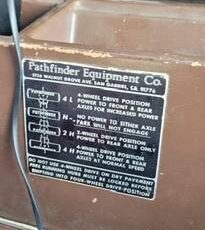 Pathfinder Equipment Co.
5136 WALNUT GROVE AVE. SAN GABRIEL, CA. 91776
4 L 4-WHEEL DRIVE POSITION
POWER TO FRONT & REAR
AXLES FOR INCREASED POWER
N - NO POWER TO EITHER AXLE
PARK WILL NOT ENGAGE
2 H 2-WHEEL DRIVE POSITION
POWER TO REAR AXLE ONLY
4 H 4-WHEEL DRIVE POSITION
POWER TO FRONT & REAR
AXLES AT NORMAL SPEED
DO NOT USE 4-WHEEL DRIVE ON DRY PAVEMENT
FREE RUNNING HUBS MUST BE LOCKED BEFORE
SHIFTING INTO FOUR-WHEEL DRIVE POSITION